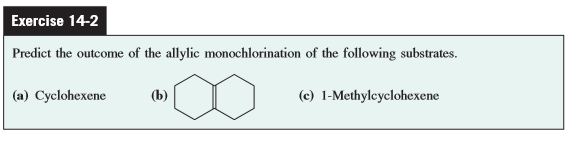 Exercise 14-2
Predict the outcome of the allylic monochlorination of the following substrates.
(a) Cyclohexene (b) (c) 1-Methylcyclohexene